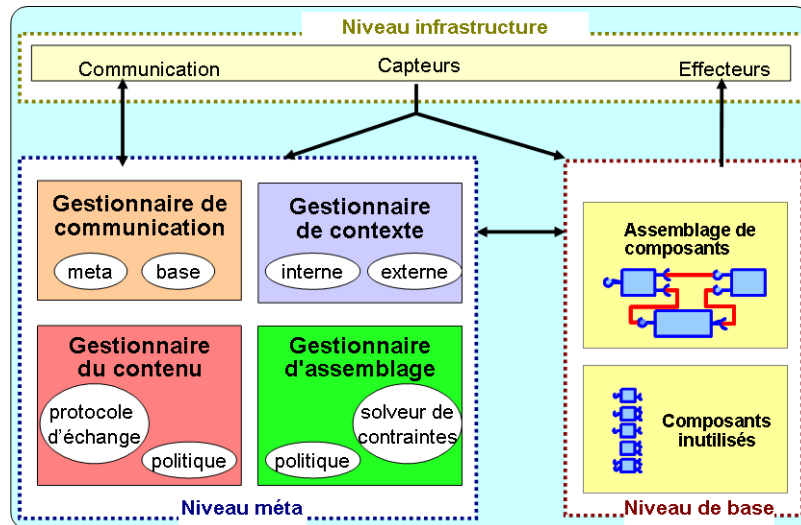 Niveau infrastructure
Communication
Capteurs
Effecteurs
Gestionnaire de
communication
meta
base
Gestionnaire
de contexte
interne
externe
Gestionnaire
du contenu
protocole
d'échange
politique
Gestionnaire
d'assemblage
solveur de
contraintes
politique
Niveau méta
Assemblage de
composants
Composants
inutilisés
Niveau de base